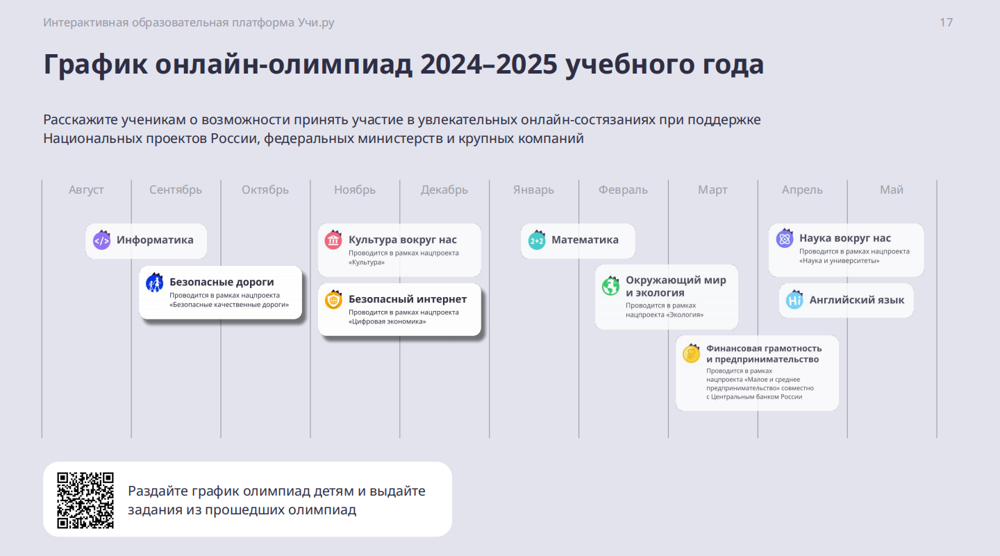 Интерактивная образовательная платформа Учи.ру
17
График онлайн-олимпиад 2024–2025 учебного года
Расскажите ученикам о возможности принять участие в увлекательных онлайн-состязаниях при поддержке
Национальных проектов России, федеральных министерств и крупных компаний
Август
Сентябрь
Октябрь
Ноябрь
Декабрь
Январь
Февраль
Март
Апрель
Май
</> Информатика
Безопасные дороги
Проводится в рамках нацпроекта
«Безопасные качественные дороги»
Культура вокруг нас
Проводится в рамках нацпроекта
«Культура»
Безопасный интернет
Проводится в рамках нацпроекта
«Цифровая экономика»
2+2 Математика
Окружающий мир
и экология
Проводится в рамках
нацпроекта «Экология»
Финансовая грамотность
и предпринимательство
Проводится в рамках
нацпроекта «Малое и среднее
предпринимательство» совместно
с Центральным банком России
Наука вокруг нас
Проводится в рамках нацпроекта
«Наука и университеты»
Hi Английский язык
Раздайте график олимпиад детям и выдайте
задания из прошедших олимпиад